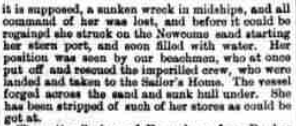 it is supposed, a sunken wreck in midships, and all
command of her was lost, and before it could be
regained she struck on the Newcome sand starting
her stern port, and soon filled with water. Her
position was seen by our beachmen, who at once
put off and rescued the imperilled crew, who were
landed and taken to the Sailor's Home. The vessel
forged across the sand and sunk hull under. She
has been stripped of such of her stores as could be
got at.